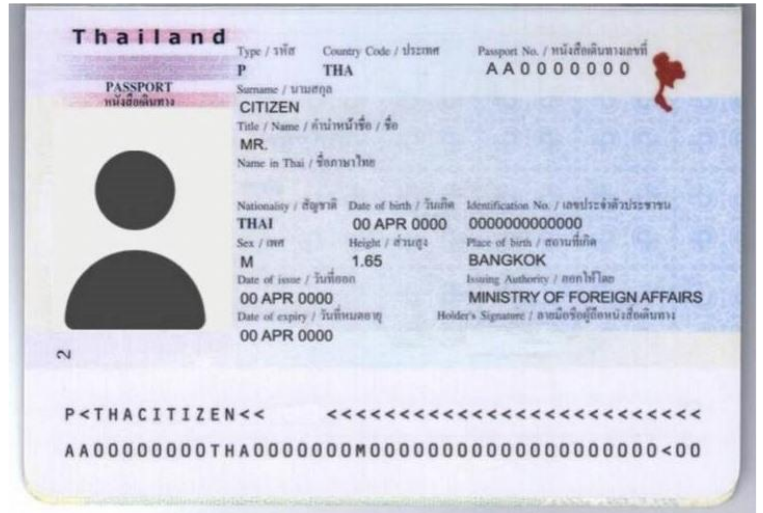 Thailand
PASSPORT
หนังสือเดินทาง
Type / รหัส Country Code / ประเทศ Passport No. / หนังสือเดินทางเลขที่
P THA AA0000000
Surname / นามสกุล
CITIZEN
Title / Name / คำนำหน้าชื่อ / ชื่อ
MR.
Name in Thai / ชื่อภาษาไทย
Nationality / สัญชาติ Date of birth / วันเกิด Identification No. / เลขประจำตัวประชาชน
THAI 00 APR 0000 0000000000000
Sex / เพศ Height / ส่วนสูง Place of birth / สถานที่เกิด
M 1.65 BANGKOK
Date of issue / วันที่ออก Issuing Authority / ออกให้โดย
00 APR 0000 MINISTRY OF FOREIGN AFFAIRS
Date of expiry / วันที่หมดอายุ Holder's Signature / ลายมือชื่อผู้ถือหนังสือเดินทาง
00 APR 0000
2
P<THACITIZEN<< <<<<<<<<<<<<<<<<<<<<<<<<<<
AA00000000THA0000000M00000000000000000000000<00